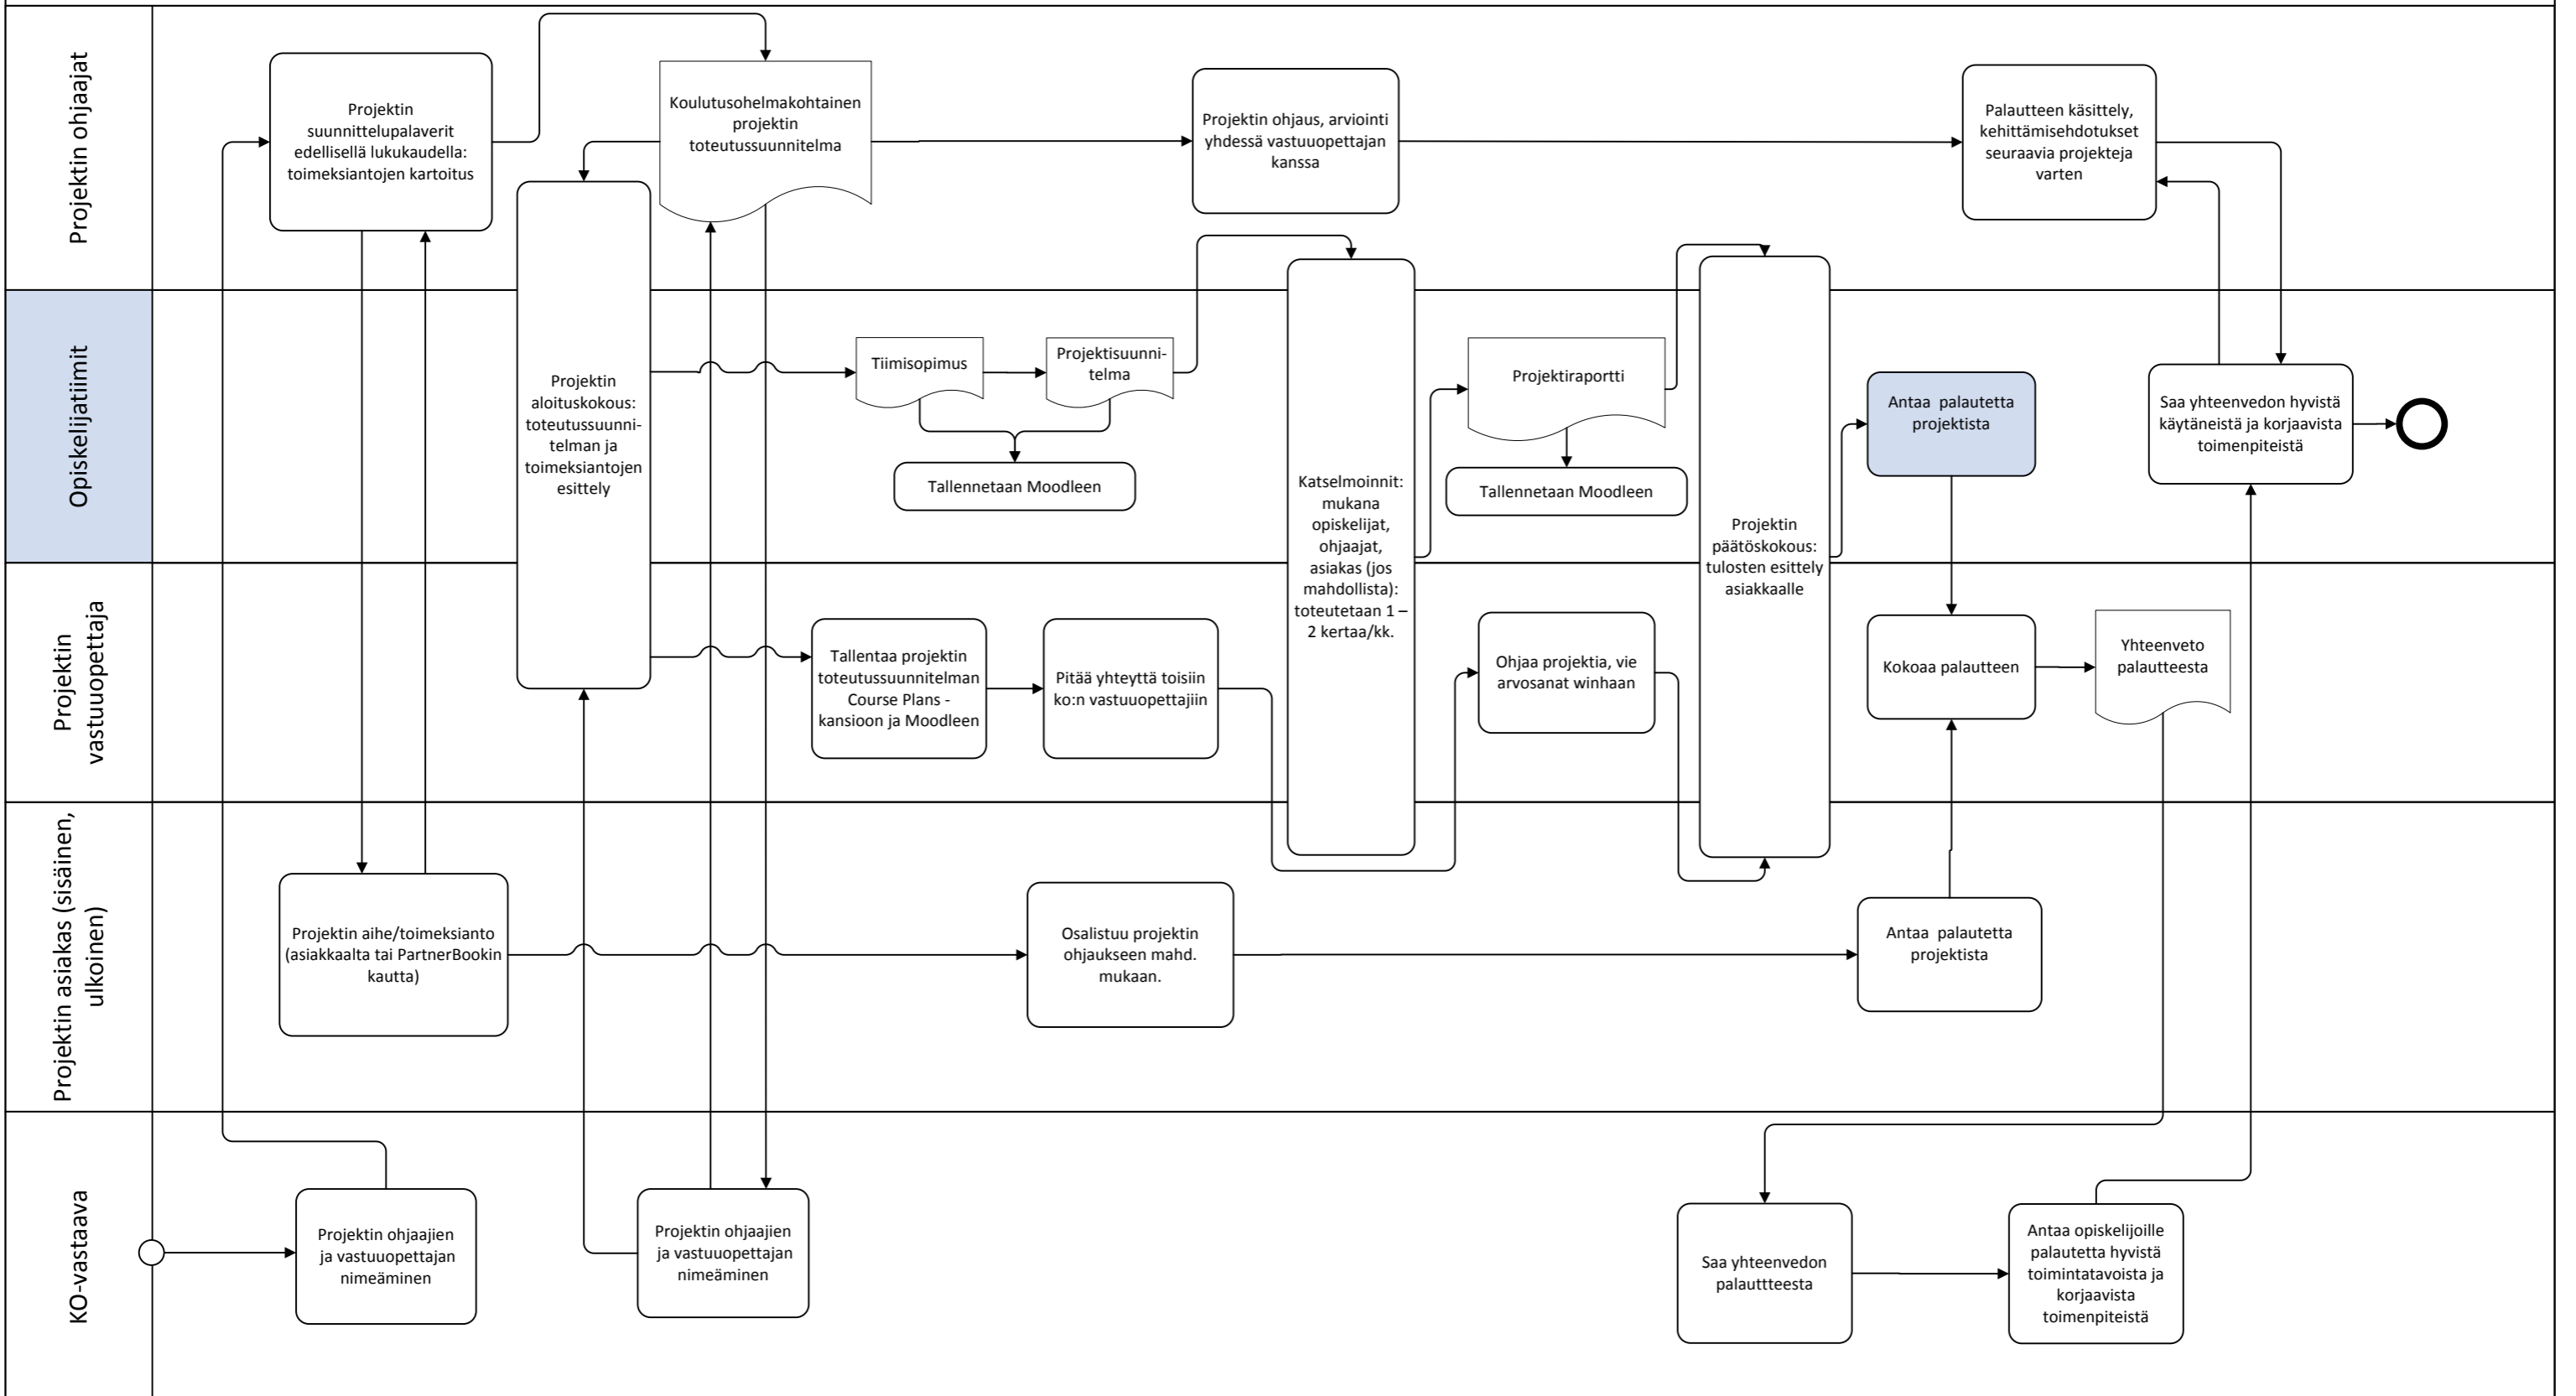 Projektin ohjaajat
Projektin
suunnittelupalaverit
edellisellä lukukaudella:
toimeksiantojen kartoitus
Koulutusohelmakohtainen
projektin
toteutussuunnitelma
Projektin ohjaus, arviointi
yhdessä vastuuopettajan
kanssa
Palautteen käsittely,
kehittämisehdotukset
seuraavia projekteja
varten
Opiskelijatiimit
Projektin
aloituskokous:
toteutussuunni-
telman ja
toimeksiantojen
esittely
Tiimisopimus
Projektisuunni-
telma
Tallennetaan Moodleen
Katselmoinnit:
mukana
opiskelijat,
ohjaajat,
asiakas (jos
mahdollista):
toteutetaan 1 –
2 kertaa/kk.
Projektiraportti
Tallennetaan Moodleen
Projektin
päätöskokous:
tulosten esittely
asiakkaalle
Antaa palautetta
projektista
Saa yhteenvedon hyvistä
käytäneistä ja korjaavista
toimenpiteistä
Projektin
vastuuopettaja
Tallentaa projektin
toteutussuunnitelman
Course Plans -
kansioon ja Moodleen
Pitää yhteyttä toisiin
ko:n vastuuopettajiin
Ohjaa projektia, vie
arvosanat winhaan
Kokoaa palautteen
Yhteenveto
palautteesta
Projektin asiakas (sisäinen,
ulkoinen)
Projektin aihe/toimeksianto
(asiakkaalta tai PartnerBookin
kautta)
Osalistuu projektin
ohjaukseen mahd.
mukaan.
Antaa palautetta
projektista
KO-vastaava
Projektin ohjaajien
ja vastuuopettajan
nimeäminen
Projektin ohjaajien
ja vastuuopettajan
nimeäminen
Saa yhteenvedon
palauttteesta
Antaa opiskelijoille
palautetta hyvistä
toimintatavoista ja
korjaavista
toimenpiteistä